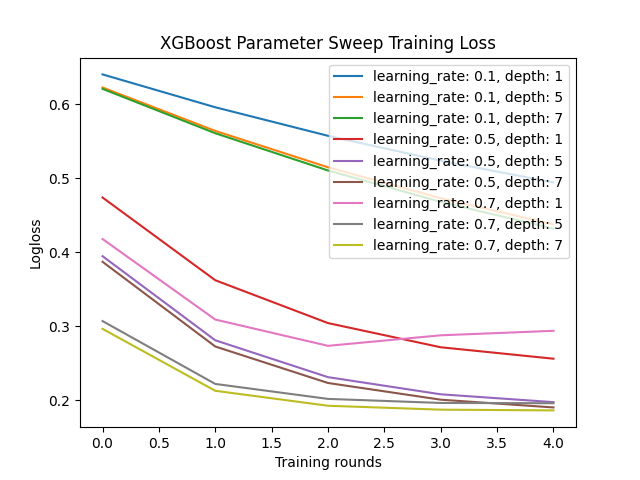 XGBoost Parameter Sweep Training Loss
learning_rate: 0.1, depth: 1
learning_rate: 0.1, depth: 5
learning_rate: 0.1, depth: 7
learning_rate: 0.5, depth: 1
learning_rate: 0.5, depth: 5
learning_rate: 0.5, depth: 7
learning_rate: 0.7, depth: 1
learning_rate: 0.7, depth: 5
learning_rate: 0.7, depth: 7
Logloss
0.6
0.5
0.4
0.3
0.2
0.0 0.5 1.0 1.5 2.0 2.5 3.0 3.5 4.0
Training rounds